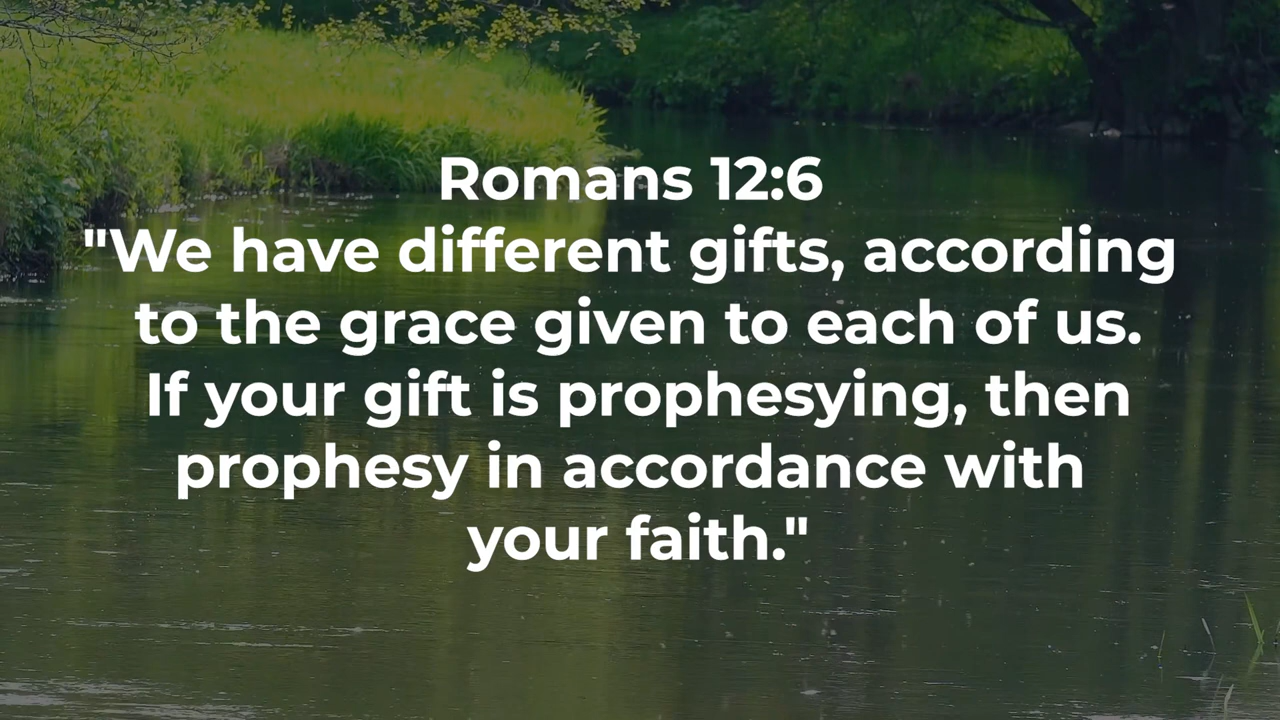 Romans 12:6
"We have different gifts, according
to the grace given to each of us.
If your gift is prophesying, then
prophesy in accordance with
your faith."